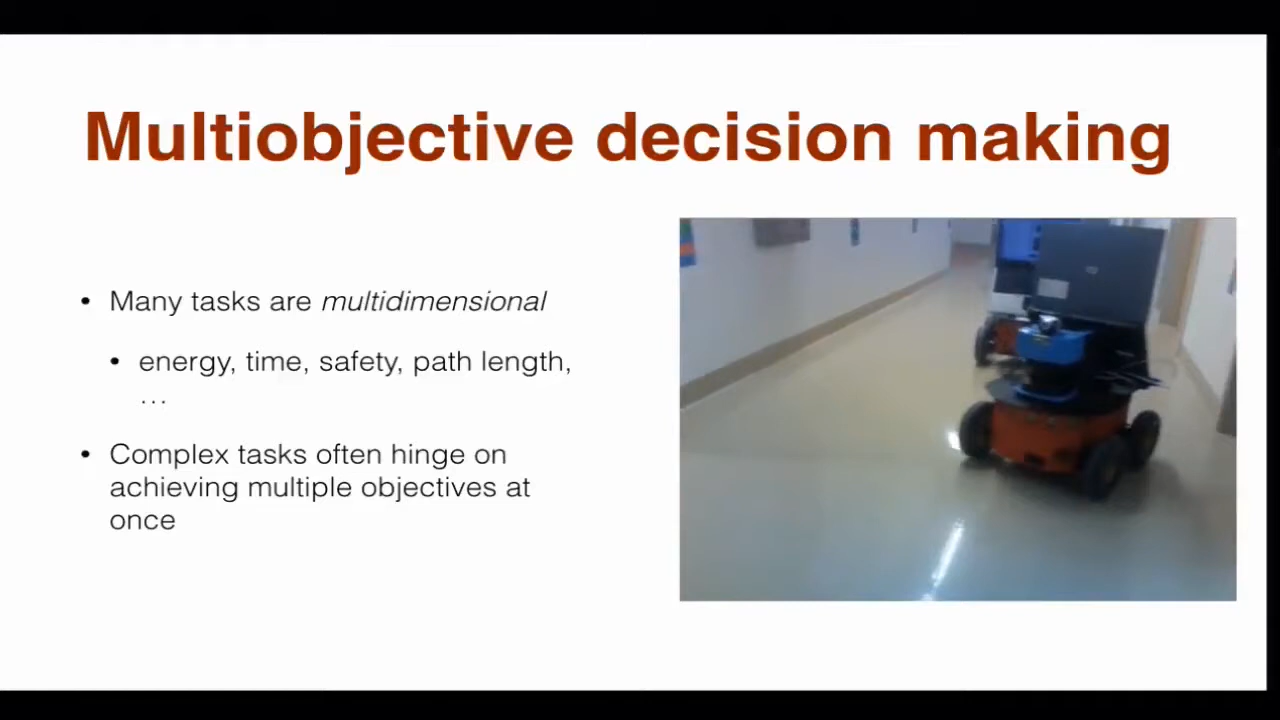 Multiobjective decision making
• Many tasks are multidimensional
• energy, time, safety, path length,
…
• Complex tasks often hinge on
achieving multiple objectives at
once